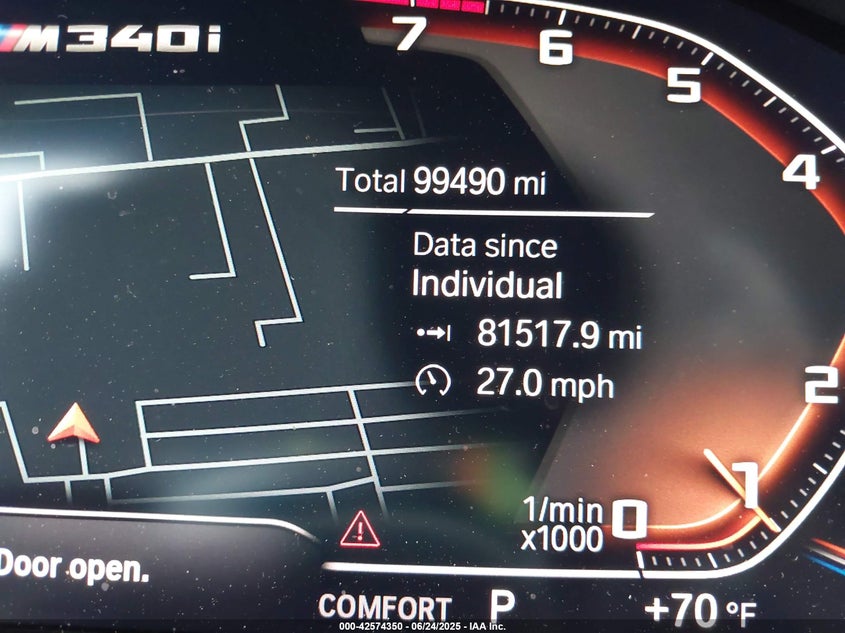 M340i
7
6
5
4
Total 99490 mi
Data since
Individual
81517.9 mi
27.0 mph
2
1
1/min
x1000
0
Door open.
COMFORT P +70 °F
000-42574350 - 06/24/2025 - IAA Inc.